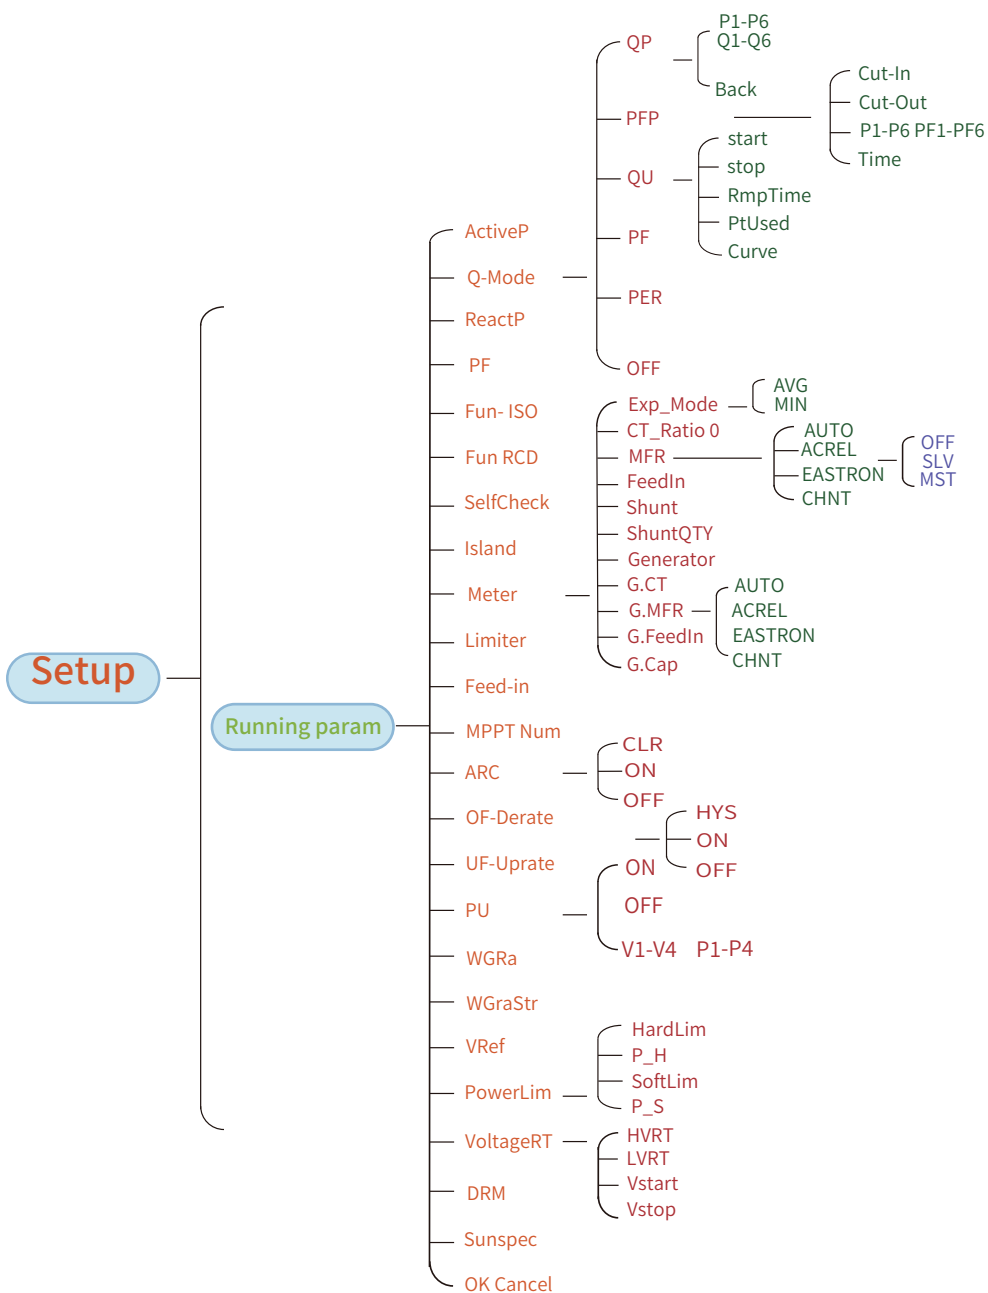 Setup
Running param
ActiveP
Q-Mode
QP
P1-P6
Q1-Q6
Back
PFP
Cut-In
Cut-Out
P1-P6 PF1-PF6
Time
QU
start
stop
RmpTime
PtUsed
Curve
PF
PER
OFF
ReactP
PF
Fun- ISO
Fun RCD
SelfCheck
Island
Meter
Exp_Mode
AVG
MIN
CT_Ratio 0
MFR
AUTO
ACREL
EASTRON
CHNT
OFF
SLV
MST
FeedIn
Shunt
ShuntQTY
Generator
G.CT
G.MFR
AUTO
ACREL
EASTRON
CHNT
G.FeedIn
G.Cap
Limiter
Feed-in
MPPT Num
ARC
CLR
ON
OFF
OF-Derate
HYS
ON
OFF
UF-Uprate
PU
ON
OFF
V1-V4 P1-P4
WGRa
WGraStr
VRef
PowerLim
HardLim
P_H
SoftLim
P_S
VoltageRT
HVRT
LVRT
Vstart
Vstop
DRM
Sunspec
OK Cancel